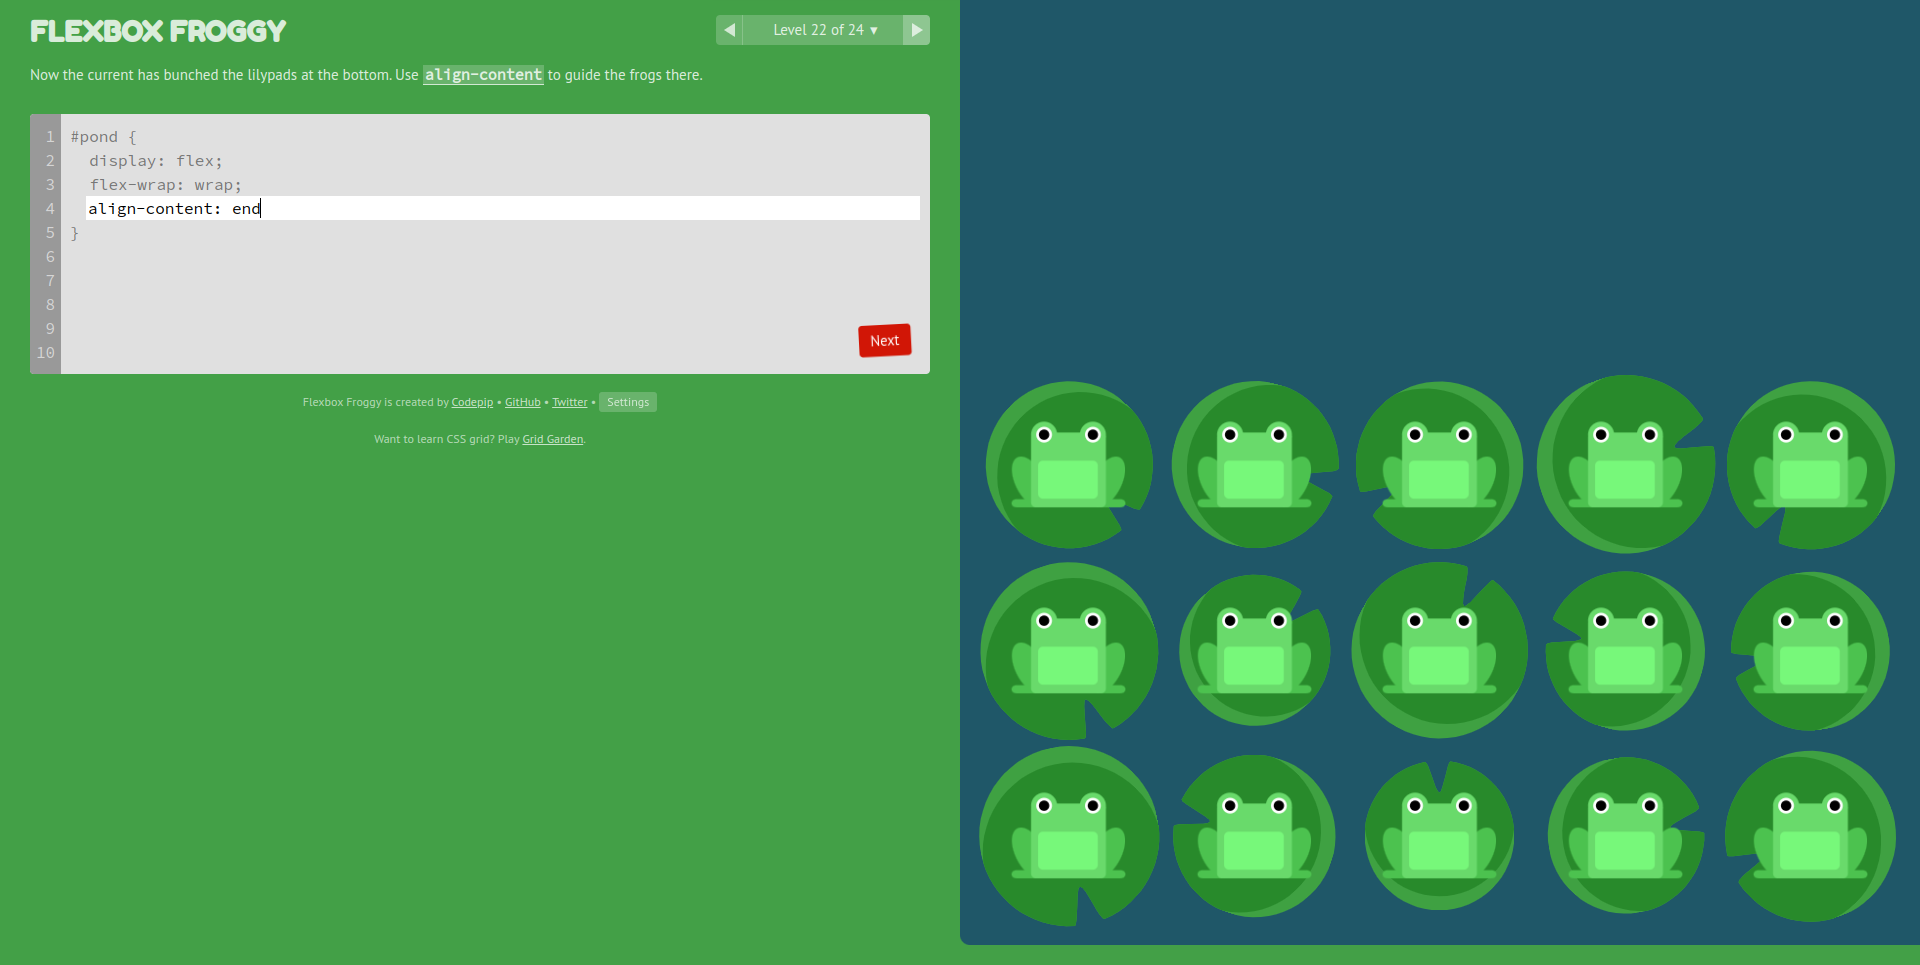 FLEXBOX FROGGY
◀ Level 22 of 24 ▾ ▶
Now the current has bunched the lilypads at the bottom. Use align-content to guide the frogs there.
1 #pond {
2 display: flex;
3 flex-wrap: wrap;
4 align-content: end
5 }
6
7
8
9
10
Next
Flexbox Froggy is created by Codepip • GitHub • Twitter • Settings
Want to learn CSS grid? Play Grid Garden.